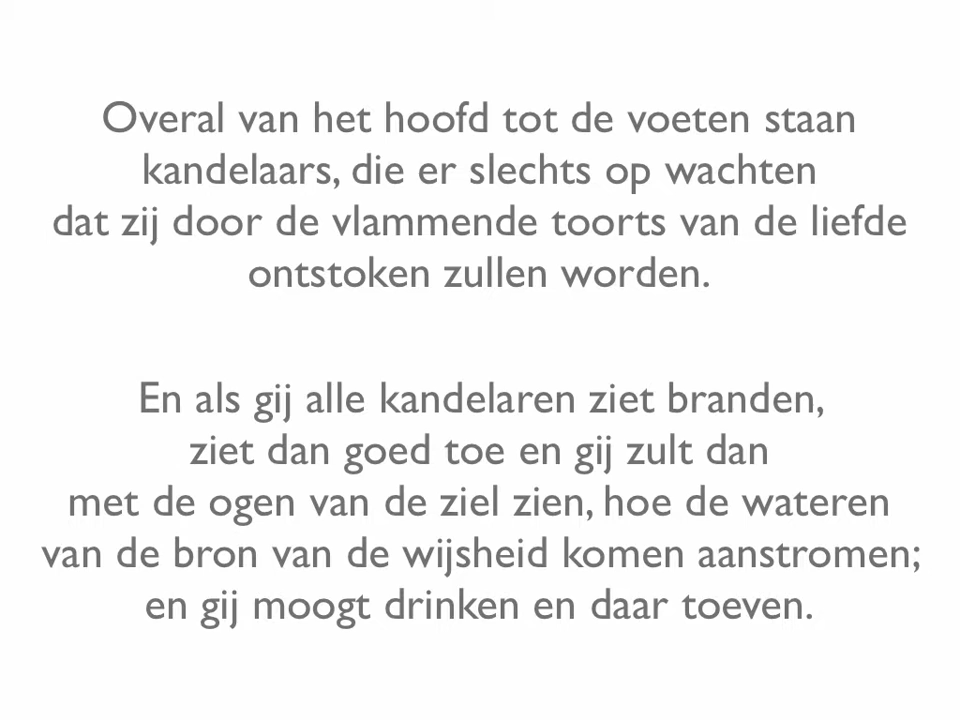 Overal van het hoofd tot de voeten staan
kandelaars, die er slechts op wachten
dat zij door de vlammende toorts van de liefde
ontstoken zullen worden.
En als gij alle kandelaren ziet branden,
ziet dan goed toe en gij zult dan
met de ogen van de ziel zien, hoe de wateren
van de bron van de wijsheid komen aanstromen;
en gij moogt drinken en daar toeven.